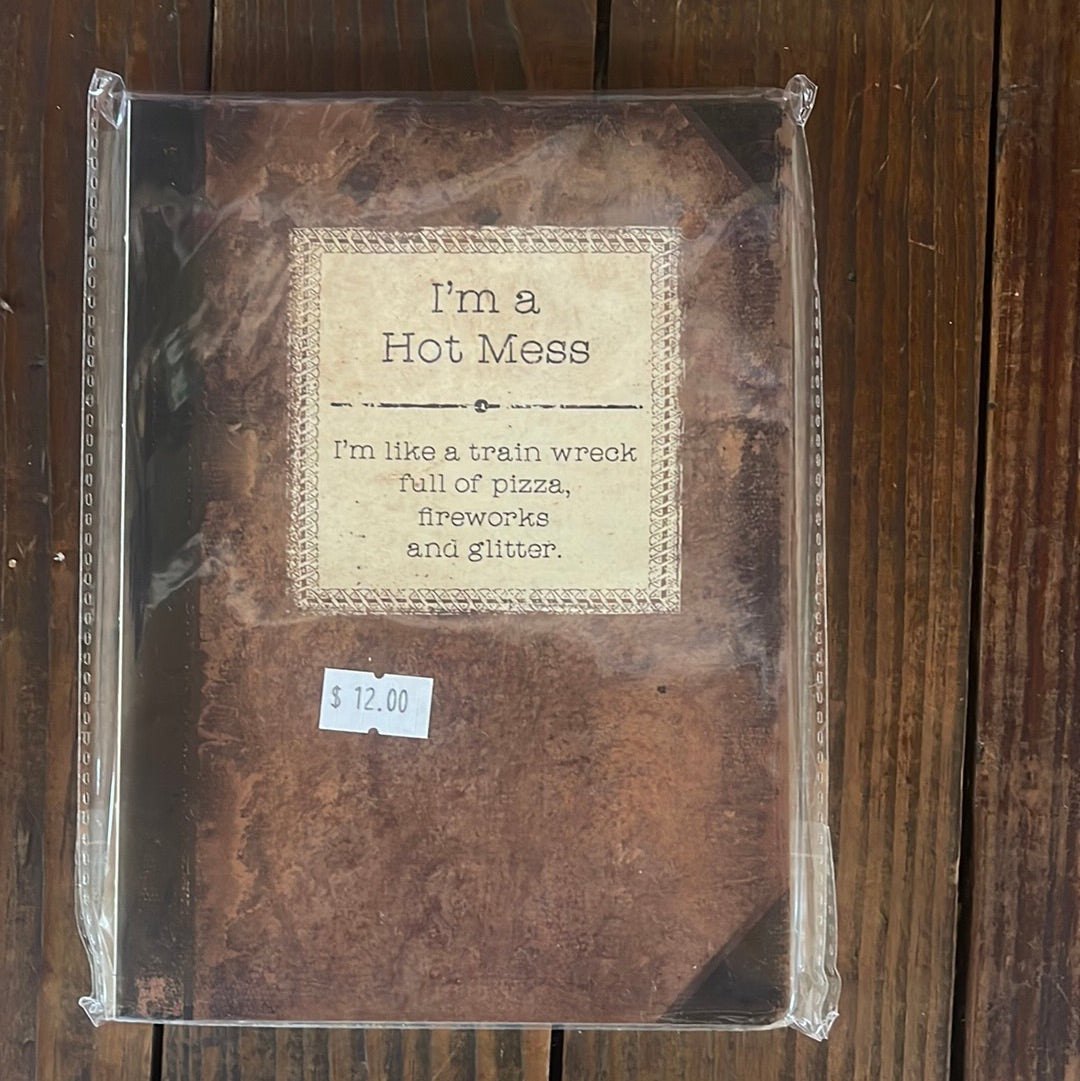 I'm a
Hot Mess
I'm like a train wreck
full of pizza,
fireworks
and glitter.
$ 12.00